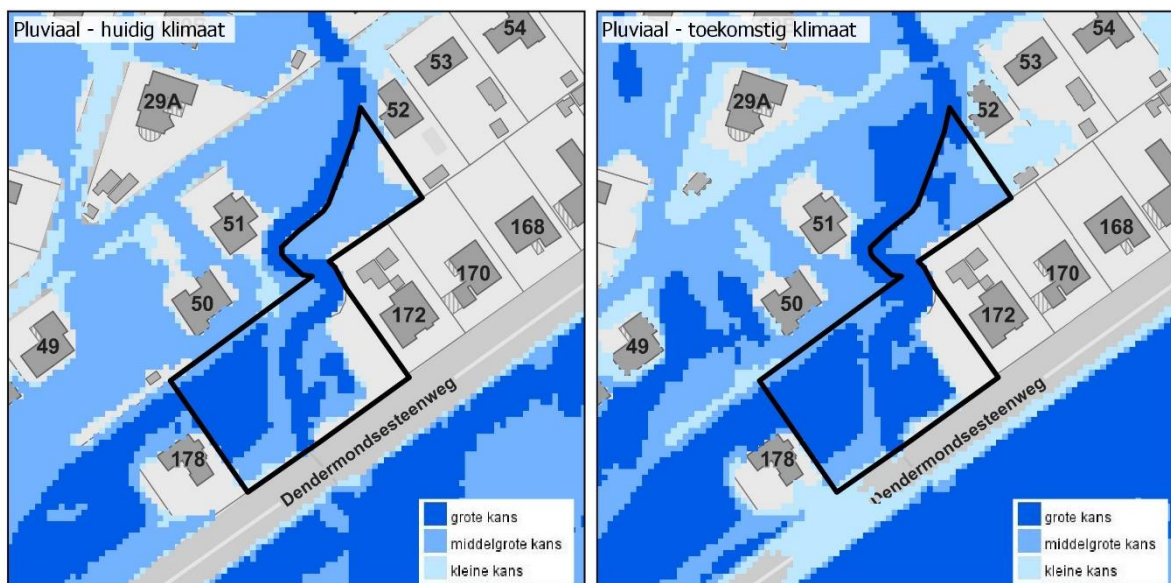 Pluviaal - huidig klimaat
54
53
29A
52
51
168
50
170
172
49
178
Dendermondsesteenweg
grote kans
middelgrote kans
kleine kans
Pluviaal - toekomstig klimaat
54
53
29A
52
51
168
50
170
172
49
178
Dendermondsesteenweg
grote kans
middelgrote kans
kleine kans